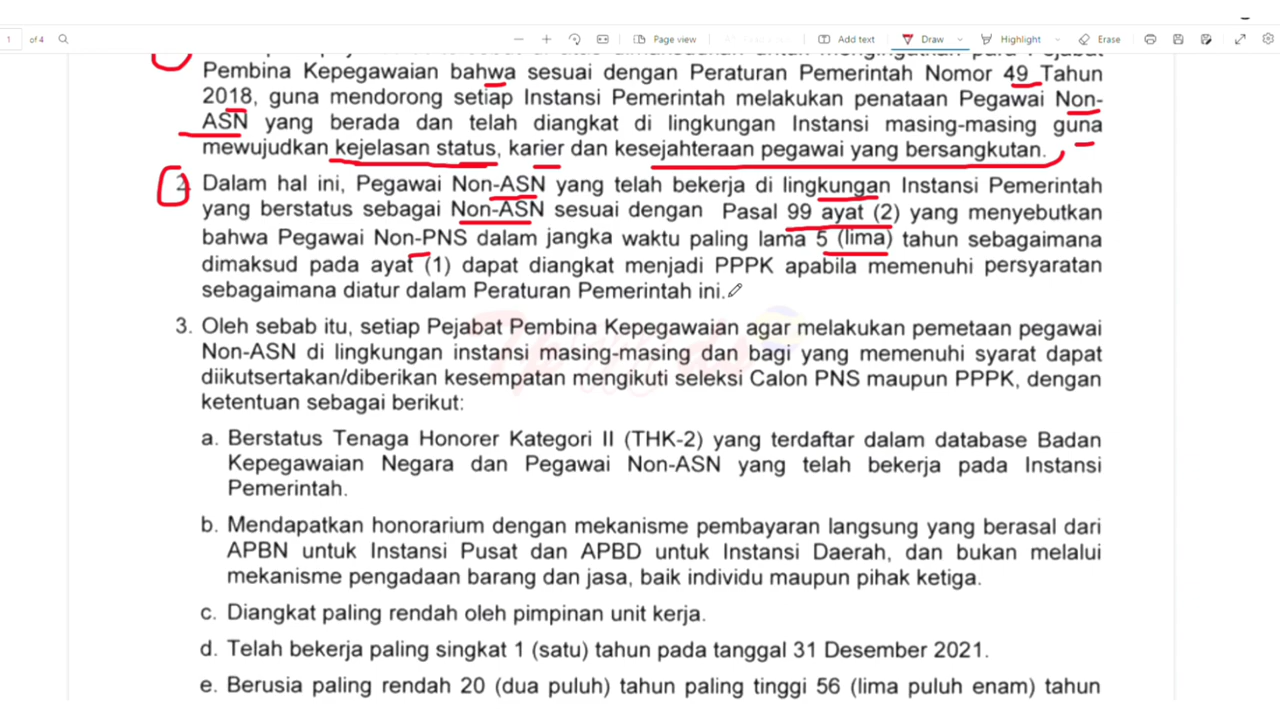 1 of 4 Page view Add text Draw Highlight Erase
Pembina Kepegawaian bahwa sesuai dengan Peraturan Pemerintah Nomor 49 Tahun
2018, guna mendorong setiap Instansi Pemerintah melakukan penataan Pegawai Non-
ASN yang berada dan telah diangkat di lingkungan Instansi masing-masing guna
mewujudkan kejelasan status, karier dan kesejahteraan pegawai yang bersangkutan.
2. Dalam hal ini, Pegawai Non-ASN yang telah bekerja di lingkungan Instansi Pemerintah
yang berstatus sebagai Non-ASN sesuai dengan Pasal 99 ayat (2) yang menyebutkan
bahwa Pegawai Non-PNS dalam jangka waktu paling lama 5 (lima) tahun sebagaimana
dimaksud pada ayat (1) dapat diangkat menjadi PPPK apabila memenuhi persyaratan
sebagaimana diatur dalam Peraturan Pemerintah ini.
3. Oleh sebab itu, setiap Pejabat Pembina Kepegawaian agar melakukan pemetaan pegawai
Non-ASN di lingkungan instansi masing-masing dan bagi yang memenuhi syarat dapat
diikutsertakan/diberikan kesempatan mengikuti seleksi Calon PNS maupun PPPK, dengan
ketentuan sebagai berikut:
a. Berstatus Tenaga Honorer Kategori II (THK-2) yang terdaftar dalam database Badan
Kepegawaian Negara dan Pegawai Non-ASN yang telah bekerja pada Instansi
Pemerintah.
b. Mendapatkan honorarium dengan mekanisme pembayaran langsung yang berasal dari
APBN untuk Instansi Pusat dan APBD untuk Instansi Daerah, dan bukan melalui
mekanisme pengadaan barang dan jasa, baik individu maupun pihak ketiga.
c. Diangkat paling rendah oleh pimpinan unit kerja.
d. Telah bekerja paling singkat 1 (satu) tahun pada tanggal 31 Desember 2021.
e. Berusia paling rendah 20 (dua puluh) tahun paling tinggi 56 (lima puluh enam) tahun